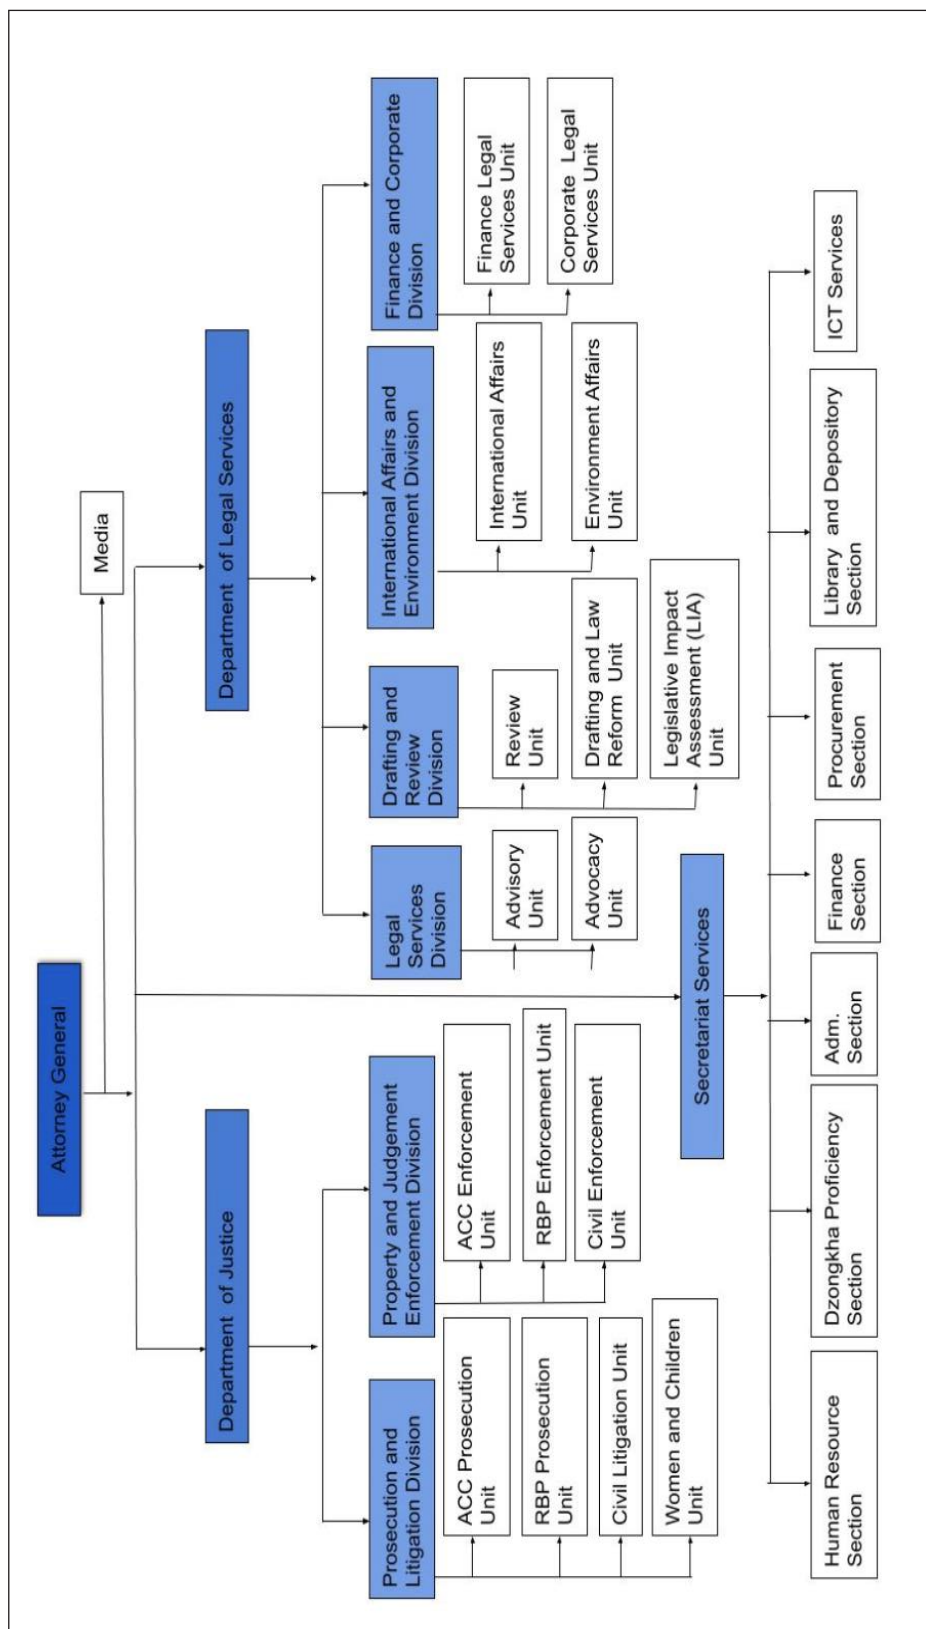 Attorney General
Media
Department of Justice
Department of Legal Services
Prosecution and
Litigation Division
Property and Judgement
Enforcement Division
Legal
Services
Division
Drafting and
Review
Division
International Affairs and
Environment Division
Finance and Corporate
Division
ACC Prosecution
Unit
RBP Prosecution
Unit
Civil Litigation Unit
Women and Children
Unit
ACC Enforcement
Unit
RBP Enforcement Unit
Civil Enforcement
Unit
Advisory
Unit
Advocacy
Unit
Review
Unit
Drafting and Law
Reform Unit
Legislative Impact
Assessment (LIA)
Unit
International Affairs
Unit
Environment Affairs
Unit
Finance Legal
Services Unit
Corporate Legal
Services Unit
Secretariat Services
Human Resource
Section
Dzongkha Proficiency
Section
Adm.
Section
Finance
Section
Procurement
Section
Library and Depository
Section
ICT Services